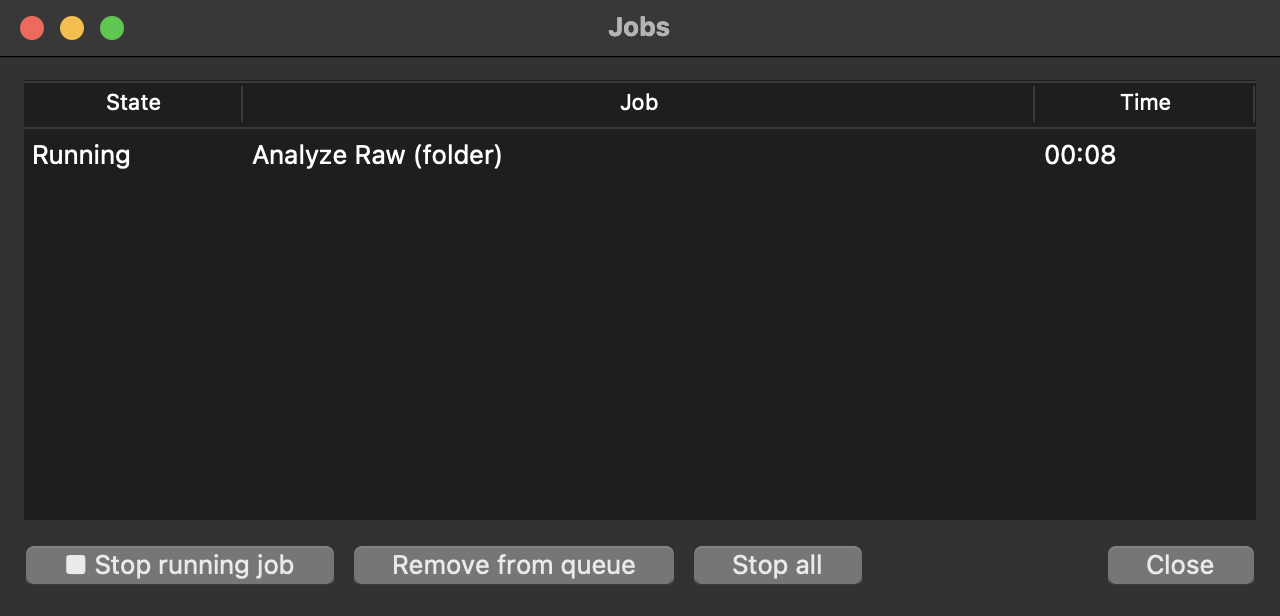 Jobs
State Job Time
Running Analyze Raw (folder) 00:08
Stop running job Remove from queue Stop all Close